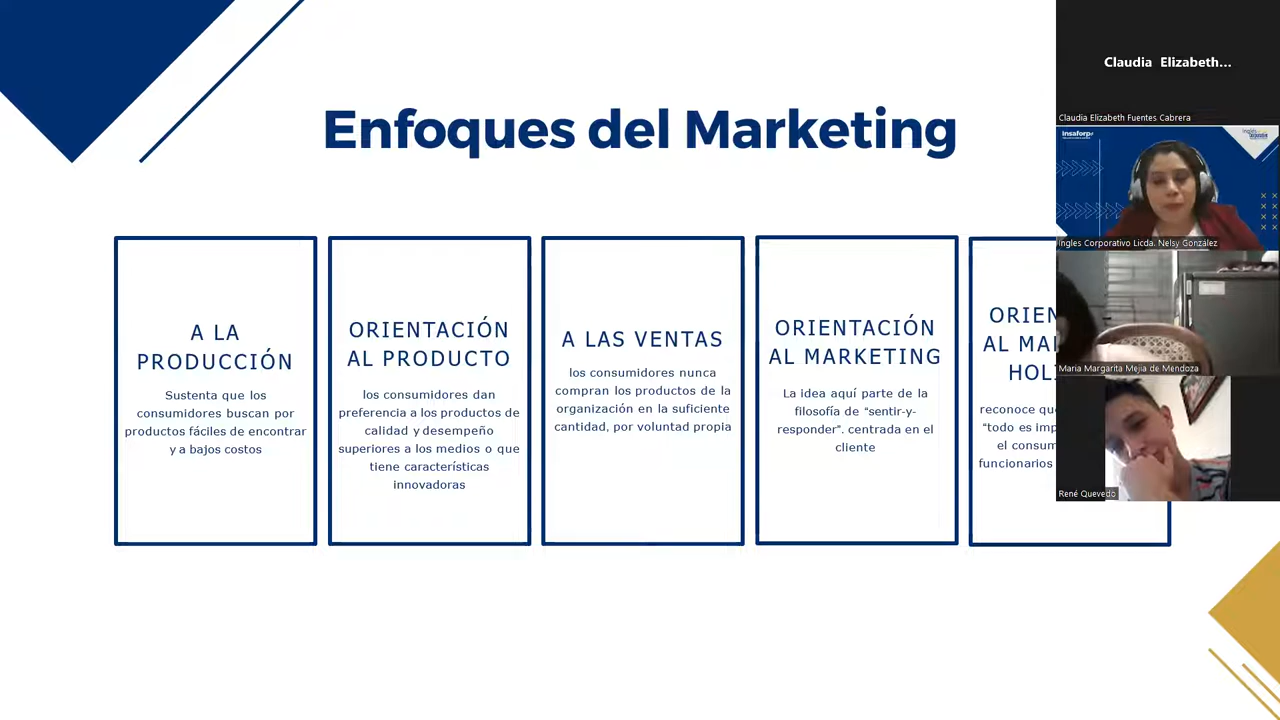 Enfoques del Marketing
A LA
PRODUCCIÓN
Sustenta que los
consumidores buscan por
productos fáciles de encontrar
y a bajos costos
ORIENTACIÓN
AL PRODUCTO
los consumidores dan
preferencia a los productos de
calidad y desempeño
superiores a los medios o que
tiene características
innovadoras
A LAS VENTAS
los consumidores nunca
compran los productos de la
organización en la suficiente
cantidad, por voluntad propia
ORIENTACIÓN
AL MARKETING
La idea aquí parte de la
filosofía de “sentir-y-
responder”. centrada en el
cliente
ORIEN
AL MA
HOL
reconoce que
“todo es imp
el consum
funcionarios
Claudia Elizabeth...
Claudia Elizabeth Fuentes Cabrera
insaforp
Ingles Corporativo Licda. Nelsy González
Maria Margarita Mejia de Mendoza
René Quevedo